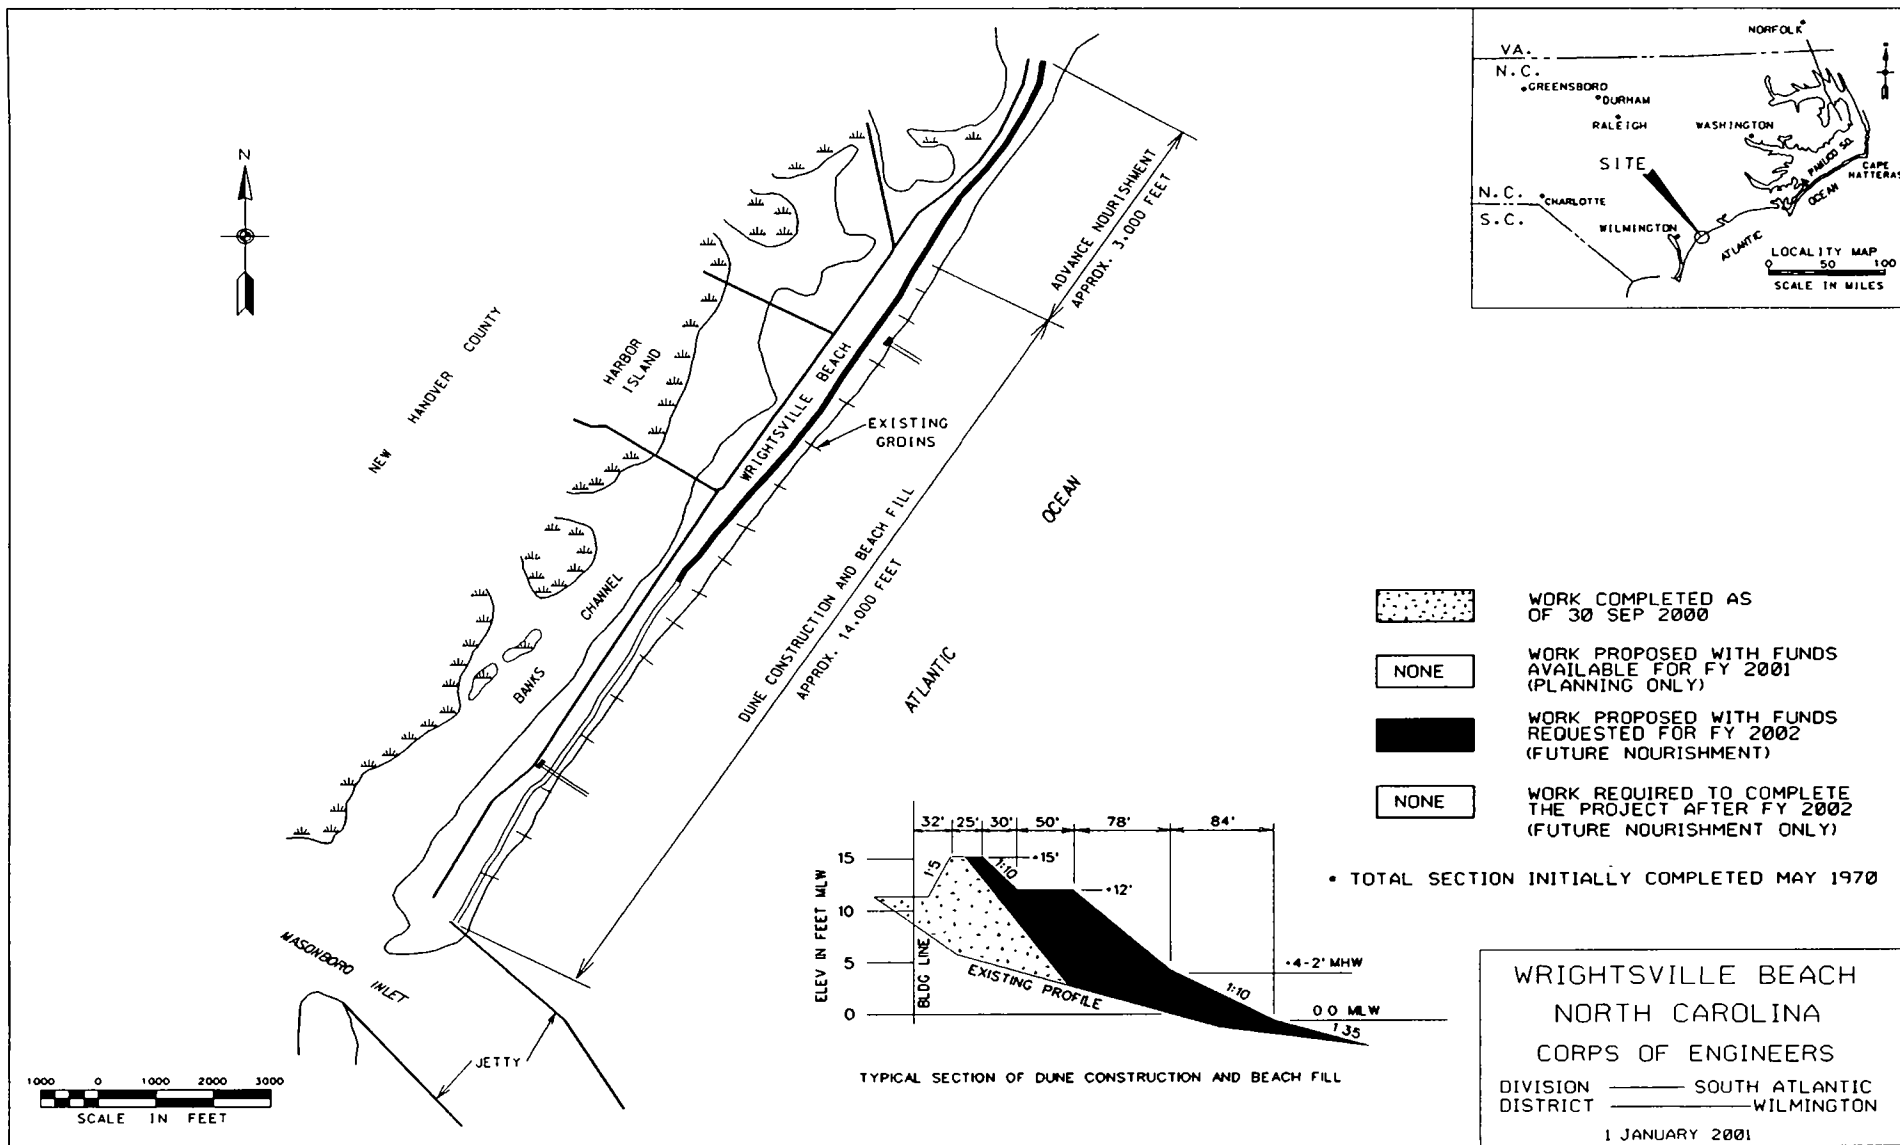 N
NEW HANOVER COUNTY
HARBOR
ISLAND
WRIGHTSVILLE BEACH
EXISTING
GROINS
ADVANCE NOURISHMENT
APPROX. 3,000 FEET
DUNE CONSTRUCTION AND BEACH FILL
APPROX. 14,000 FEET
ATLANTIC OCEAN
BANKS CHANNEL
MASONBORO INLET
JETTY
1000 0 1000 2000 3000
SCALE IN FEET
NORFOLK
VA.
N.C.
GREENSBORO
DURHAM
RALEIGH
WASHINGTON
SITE
PAMLICO SD.
CAPE
HATTERAS
OCEAN
N.C.
S.C.
CHARLOTTE
WILMINGTON
ATLANTIC
LOCALITY MAP
0 50 100
SCALE IN MILES
WORK COMPLETED AS
OF 30 SEP 2000
NONE
WORK PROPOSED WITH FUNDS
AVAILABLE FOR FY 2001
(PLANNING ONLY)
WORK PROPOSED WITH FUNDS
REQUESTED FOR FY 2002
(FUTURE NOURISHMENT)
NONE
WORK REQUIRED TO COMPLETE
THE PROJECT AFTER FY 2002
(FUTURE NOURISHMENT ONLY)
• TOTAL SECTION INITIALLY COMPLETED MAY 1970
32' 25' 30' 50' 78' 84'
ELEV IN FEET MLW
15
10
5
0
1:5
1:10
+15'
+12'
BLDG LINE
EXISTING PROFILE
+4-2' MHW
1:10
0 0 MLW
1 35
TYPICAL SECTION OF DUNE CONSTRUCTION AND BEACH FILL
WRIGHTSVILLE BEACH
NORTH CAROLINA
CORPS OF ENGINEERS
DIVISION SOUTH ATLANTIC
DISTRICT WILMINGTON
1 JANUARY 2001